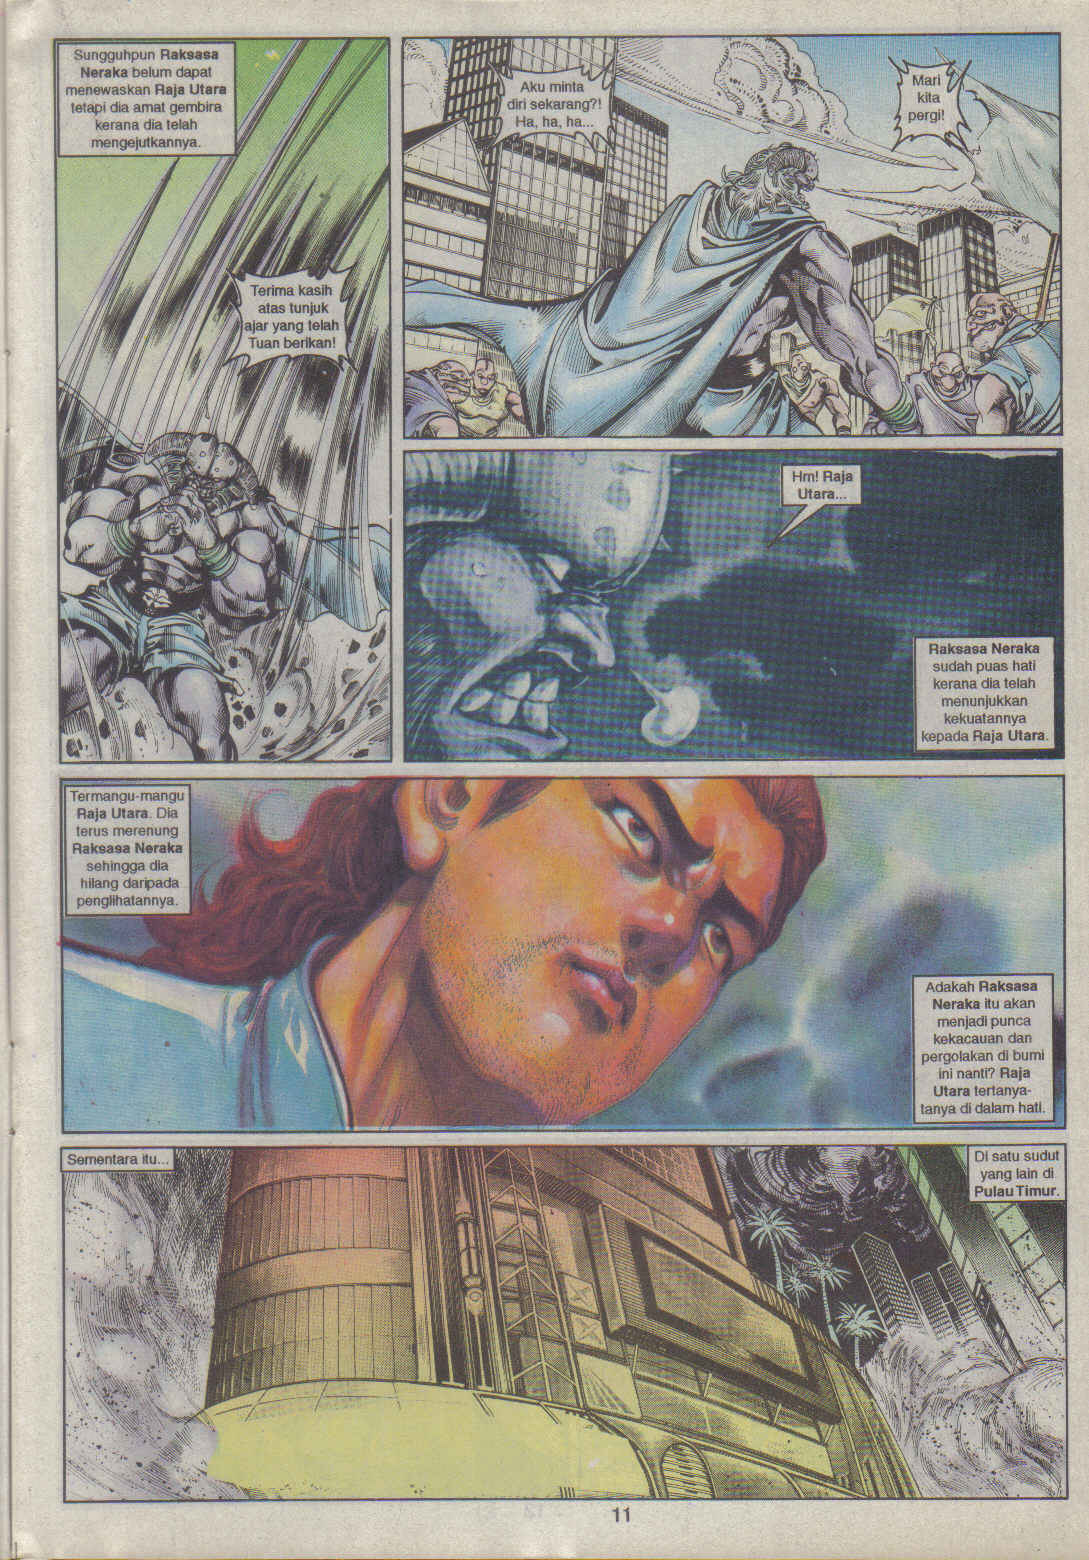 Sungguhpun Raksasa
Neraka belum dapat
menewaskan Raja Utara
tetapi dia amat gembira
kerana dia telah
mengejutkannya.
Terima kasih
atas tunjuk
ajar yang telah
Tuan berikan!
Aku minta
diri sekarang?!
Ha, ha, ha...
Mari
kita
pergi!
Hm! Raja
Utara...
Raksasa Neraka
sudah puas hati
kerana dia telah
menunjukkan
kekuatannya
kepada Raja Utara.
Termangu-mangu
Raja Utara. Dia
terus merenung
Raksasa Neraka
sehingga dia
hilang daripada
penglihatannya.
Adakah Raksasa
Neraka itu akan
menjadi punca
kekacauan dan
pergolakan di bumi
ini nanti? Raja
Utara tertanya-
tanya di dalam hati.
Sementara itu...
Di satu sudut
yang lain di
Pulau Timur.
11